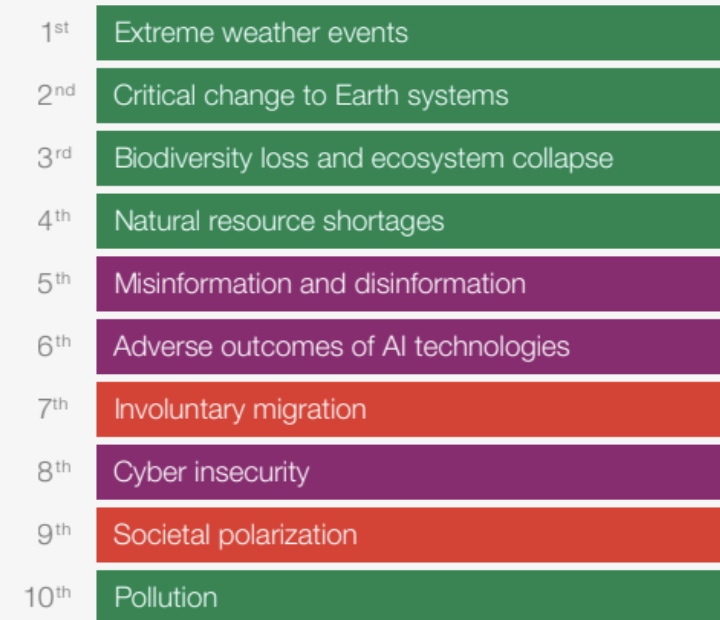 1st Extreme weather events
2nd Critical change to Earth systems
3rd Biodiversity loss and ecosystem collapse
4th Natural resource shortages
5th Misinformation and disinformation
6th Adverse outcomes of AI technologies
7th Involuntary migration
8th Cyber insecurity
9th Societal polarization
10th Pollution